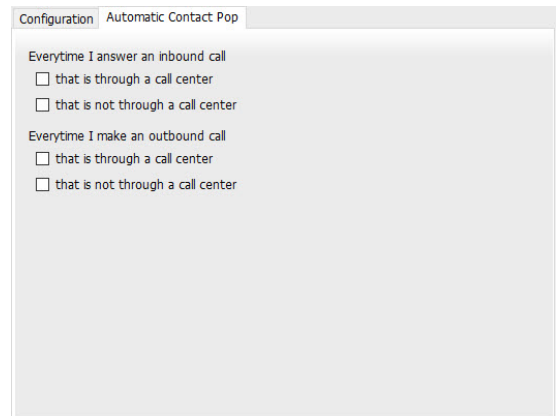 Configuration Automatic Contact Pop
Everytime I answer an inbound call
that is through a call center
that is not through a call center
Everytime I make an outbound call
that is through a call center
that is not through a call center